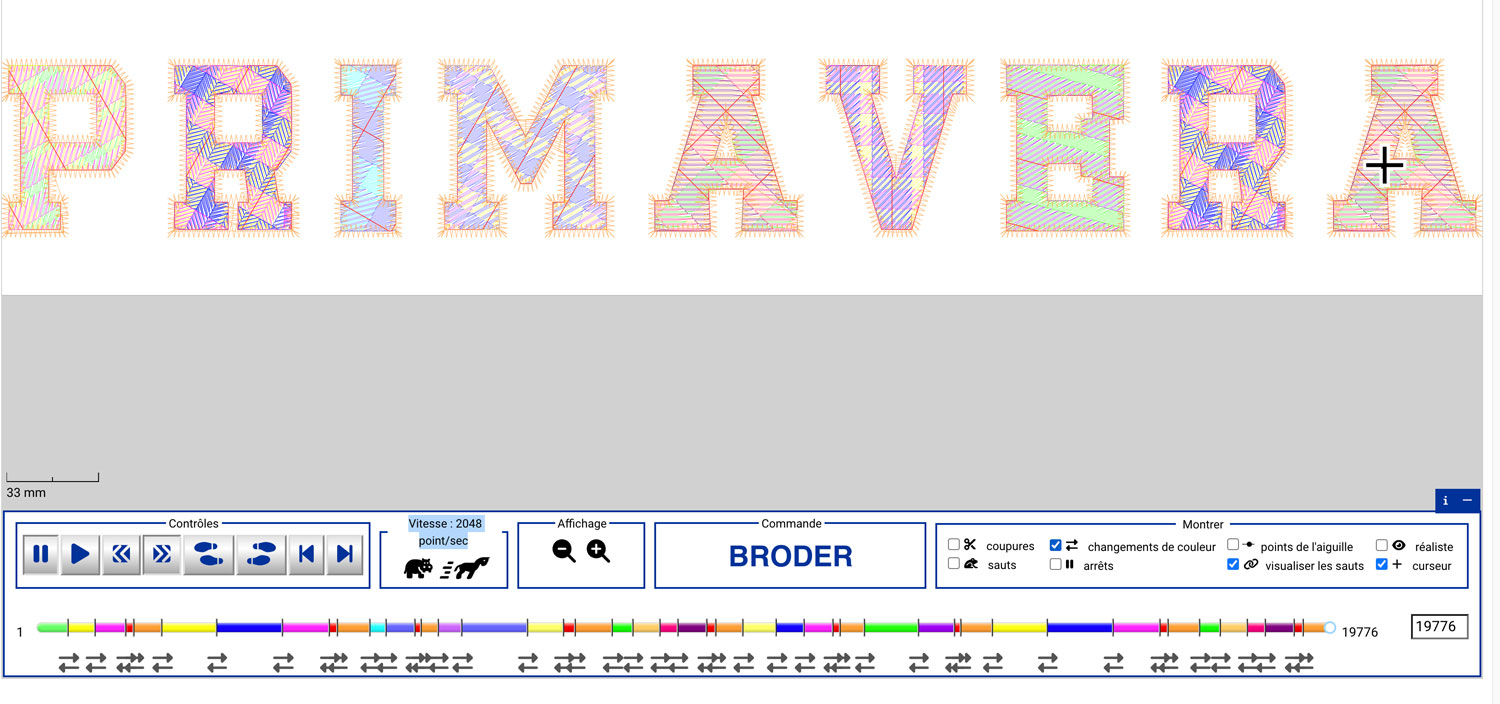 PRIMAVERA
33 mm
i −
Contrôles
Vitesse : 2048
point/sec
Affichage
Commande
BRODER
Montrer
coupures
changements de couleur
points de l'aiguille
réaliste
sauts
arrêts
visualiser les sauts
curseur
1
19776
19776